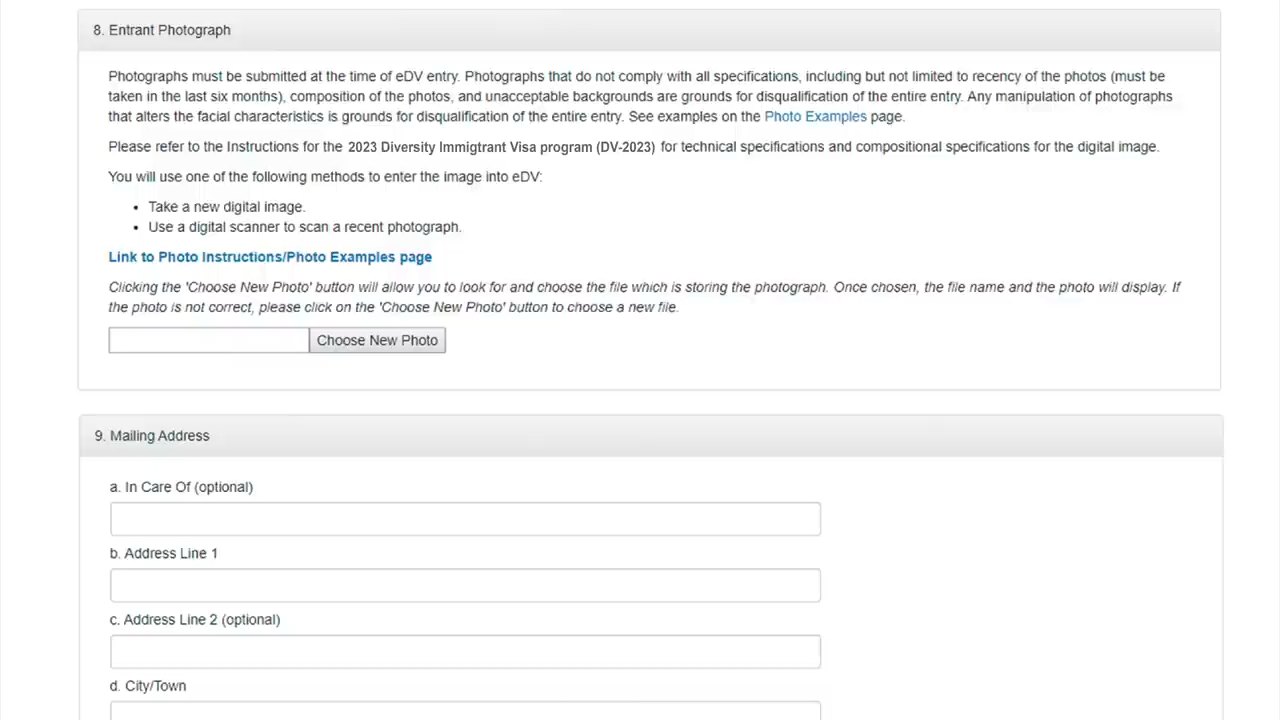 8. Entrant Photograph
Photographs must be submitted at the time of eDV entry. Photographs that do not comply with all specifications, including but not limited to recency of the photos (must be
taken in the last six months), composition of the photos, and unacceptable backgrounds are grounds for disqualification of the entire entry. Any manipulation of photographs
that alters the facial characteristics is grounds for disqualification of the entire entry. See examples on the Photo Examples page.
Please refer to the Instructions for the 2023 Diversity Immigtrant Visa program (DV-2023) for technical specifications and compositional specifications for the digital image.
You will use one of the following methods to enter the image into eDV:
• Take a new digital image.
• Use a digital scanner to scan a recent photograph.
Link to Photo Instructions/Photo Examples page
Clicking the 'Choose New Photo' button will allow you to look for and choose the file which is storing the photograph. Once chosen, the file name and the photo will display. If
the photo is not correct, please click on the 'Choose New Photo' button to choose a new file.
Choose New Photo
9. Mailing Address
a. In Care Of (optional)
b. Address Line 1
c. Address Line 2 (optional)
d. City/Town